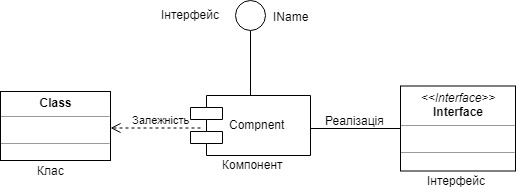 Інтерфейс
IName
Class
Залежність
Compnent
Реалізація
<<Interface>>
Interface
Клас
Компонент
Інтерфейс